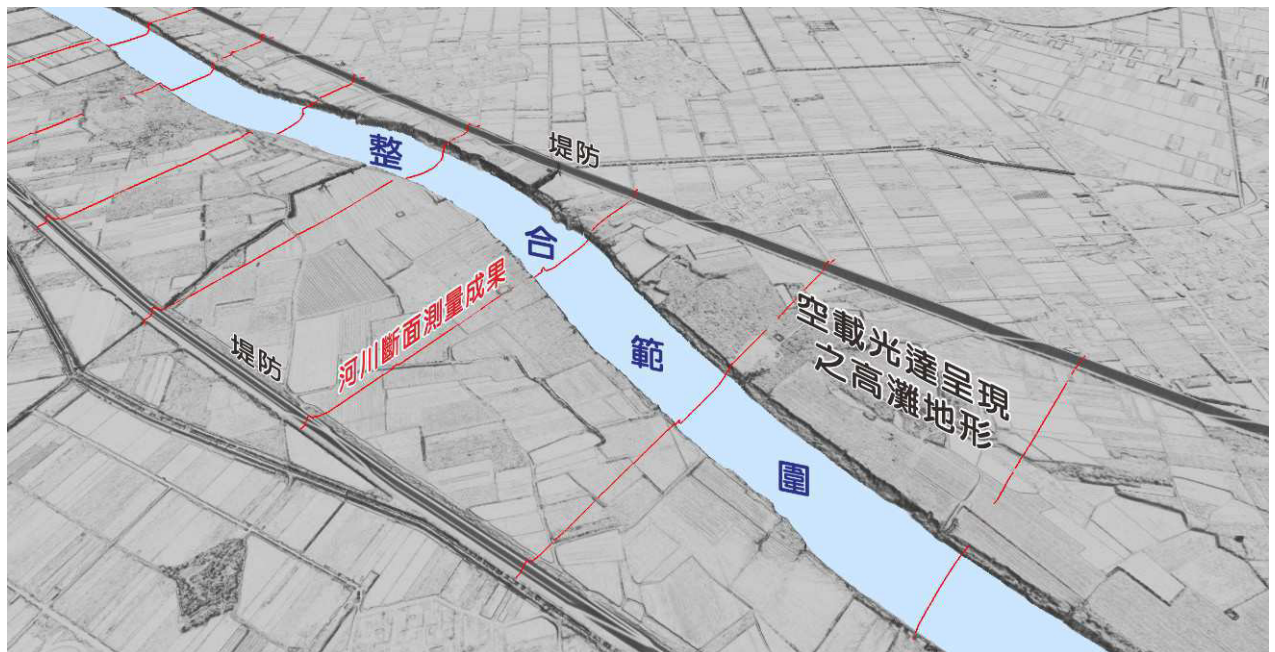 堤防
整合範圍
河川斷面測量成果
堤防
空載光達呈現
之高灘地形